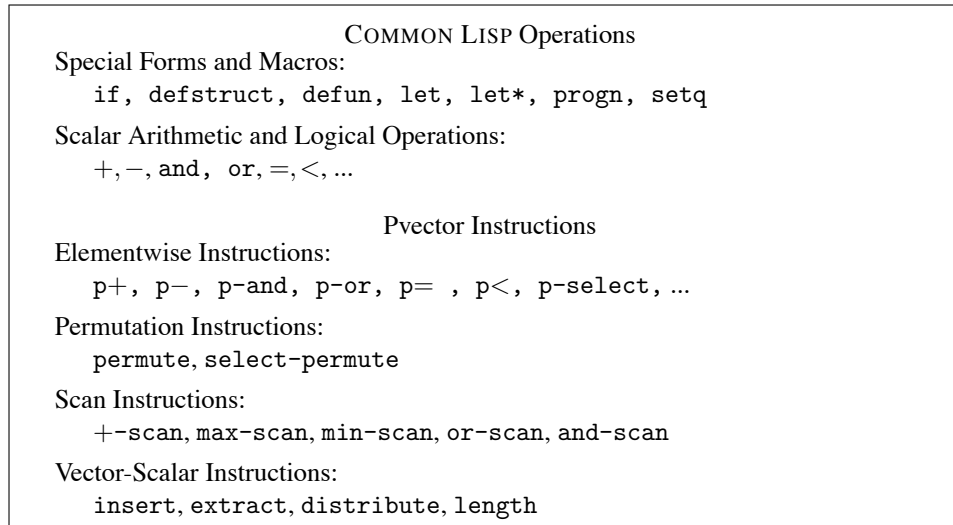 COMMON LISP Operations
Special Forms and Macros:
if, defstruct, defun, let, let*, progn, setq
Scalar Arithmetic and Logical Operations:
+, −, and, or, =, <, ...
Pvector Instructions
Elementwise Instructions:
p+, p−, p-and, p-or, p= , p<, p-select, ...
Permutation Instructions:
permute, select-permute
Scan Instructions:
+-scan, max-scan, min-scan, or-scan, and-scan
Vector-Scalar Instructions:
insert, extract, distribute, length